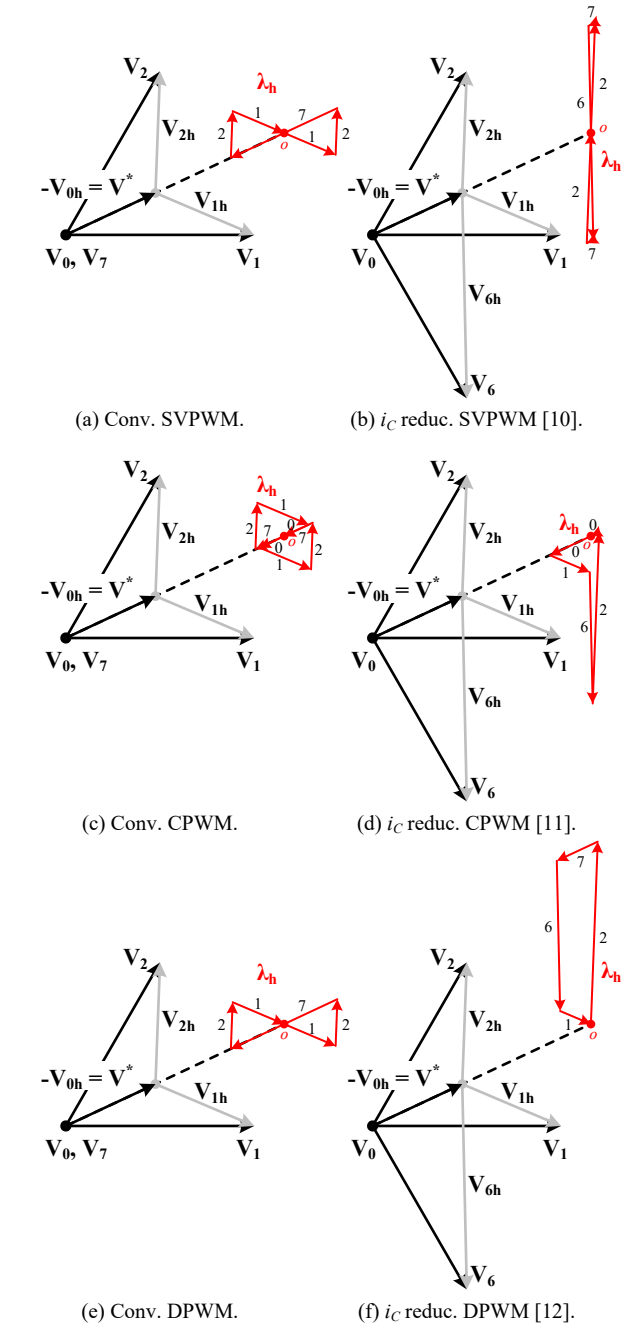 V2
λh
1
7
2
1
2
o
V2h
-V0h = V*
V1h
V0, V7
V1
(a) Conv. SVPWM.
7
V2
6
2
o
λh
V2h
-V0h = V*
2
V1h
7
V0
V1
V6h
V6
(b) iC reduc. SVPWM [10].
V2
λh
1
0
2
7
o
7
0
2
1
V2h
-V0h = V*
V1h
V0, V7
V1
(c) Conv. CPWM.
V2
λh
0
o
0
1
2
6
V2h
-V0h = V*
V1h
V0
V1
V6h
V6
(d) iC reduc. CPWM [11].
V2
λh
1
7
2
1
2
o
V2h
-V0h = V*
V1h
V0, V7
V1
(e) Conv. DPWM.
7
6
2
V2
λh
1
o
V2h
-V0h = V*
V1h
V0
V1
V6h
V6
(f) iC reduc. DPWM [12].